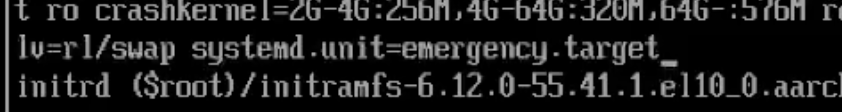 t ro crashkernel=2G-4G:256M,4G-64G:320M,64G-:576M r
lv=rl/swap systemd.unit=emergency.target_
initrd ($root)/initramfs-6.12.0-55.41.1.el10_0.aarc